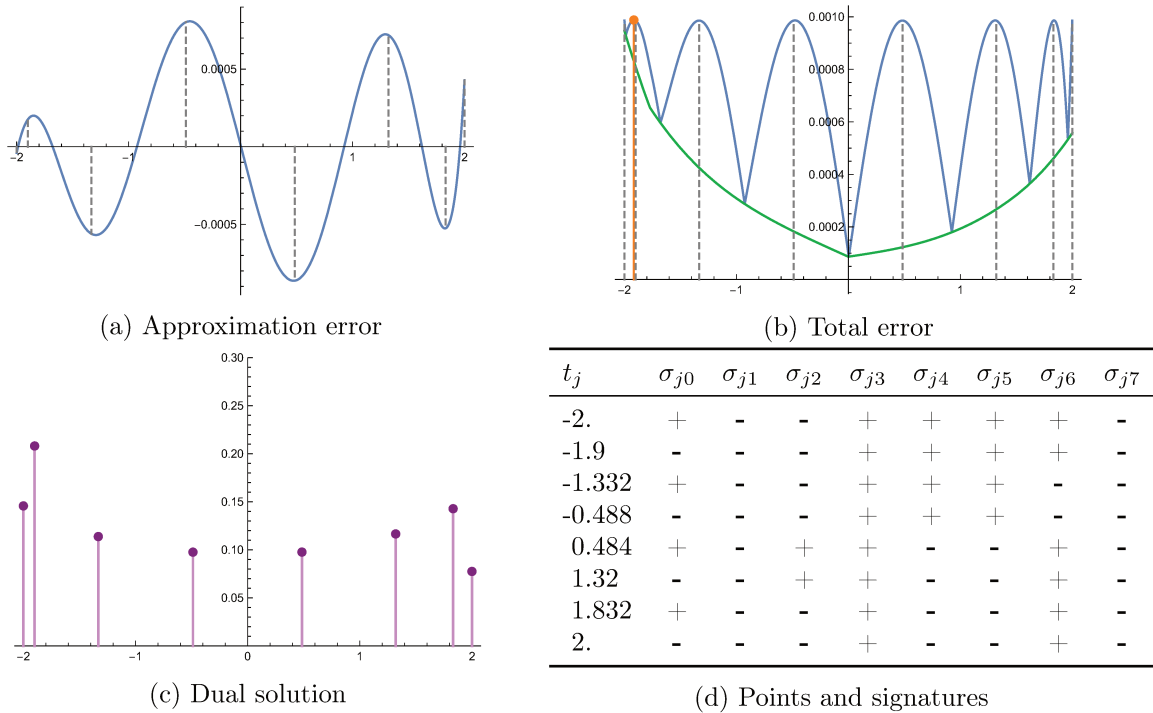 0.0005
−0.0005
−2
−1
1
2
(a) Approximation error
0.0010
0.0008
0.0006
0.0004
0.0002
−2
−1
1
2
(b) Total error
0.30
0.25
0.20
0.15
0.10
0.05
−2
−1
0
1
2
(c) Dual solution
t_j σ_j0 σ_j1 σ_j2 σ_j3 σ_j4 σ_j5 σ_j6 σ_j7
-2. + - - + + + + -
-1.9 - - - + + + + -
-1.332 + - - + + + - -
-0.488 - - - + + + - -
0.484 + - + + - - + -
1.32 - - + + - - + -
1.832 + - - + - - + -
2. - - - + - - + -
(d) Points and signatures